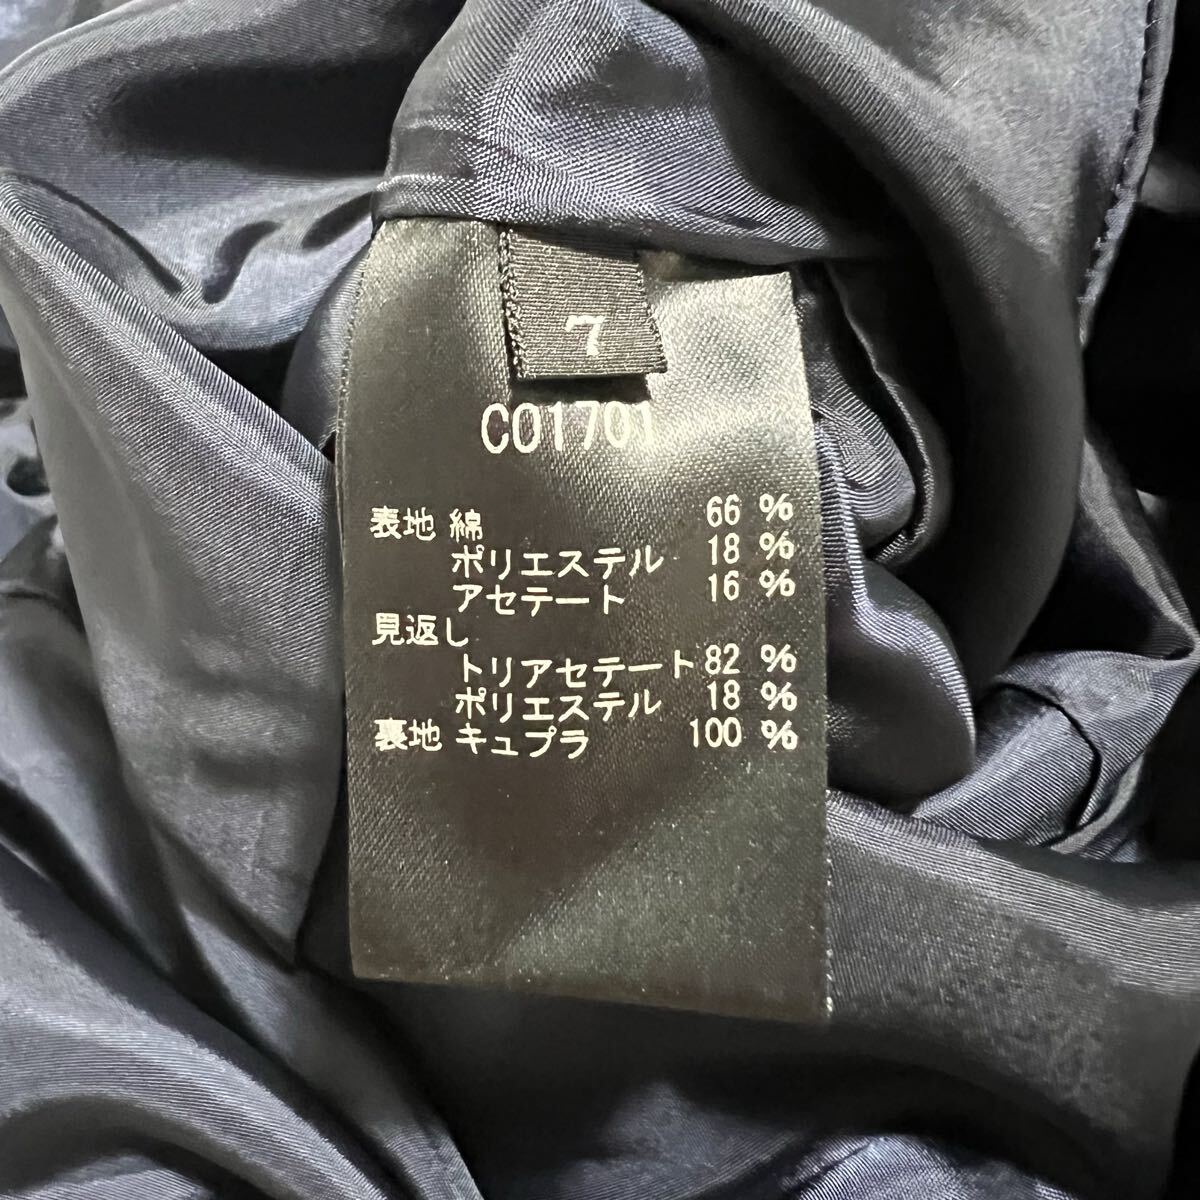 7
C01701
表地 綿 66 %
ポリエステル 18 %
アセテート 16 %
見返し
トリアセテート 82 %
ポリエステル 18 %
裏地 キュプラ 100 %